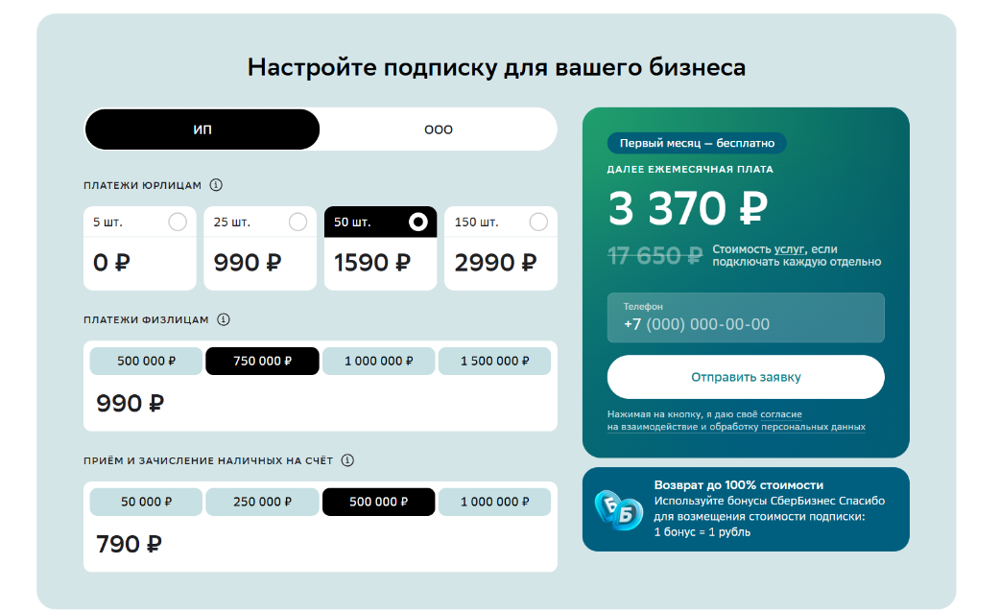 Настройте подписку для вашего бизнеса
ИП
ООО
ПЛАТЕЖИ ЮРЛИЦАМ
5 шт.
0 ₽
25 шт.
990 ₽
50 шт.
1590 ₽
150 шт.
2990 ₽
ПЛАТЕЖИ ФИЗЛИЦАМ
500 000 ₽
750 000 ₽
1 000 000 ₽
1 500 000 ₽
990 ₽
ПРИЁМ И ЗАЧИСЛЕНИЕ НАЛИЧНЫХ НА СЧЁТ
50 000 ₽
250 000 ₽
500 000 ₽
1 000 000 ₽
790 ₽
Первый месяц — бесплатно
ДАЛЕЕ ЕЖЕМЕСЯЧНАЯ ПЛАТА
3 370 ₽
17 650 ₽
Стоимость услуг, если
подключать каждую отдельно
Телефон
+7 (000) 000-00-00
Отправить заявку
Нажимая на кнопку, я даю своё согласие
на взаимодействие и обработку персональных данных
Б Б
Возврат до 100% стоимости
Используйте бонусы СберБизнес Спасибо
для возмещения стоимости подписки:
1 бонус = 1 рубль